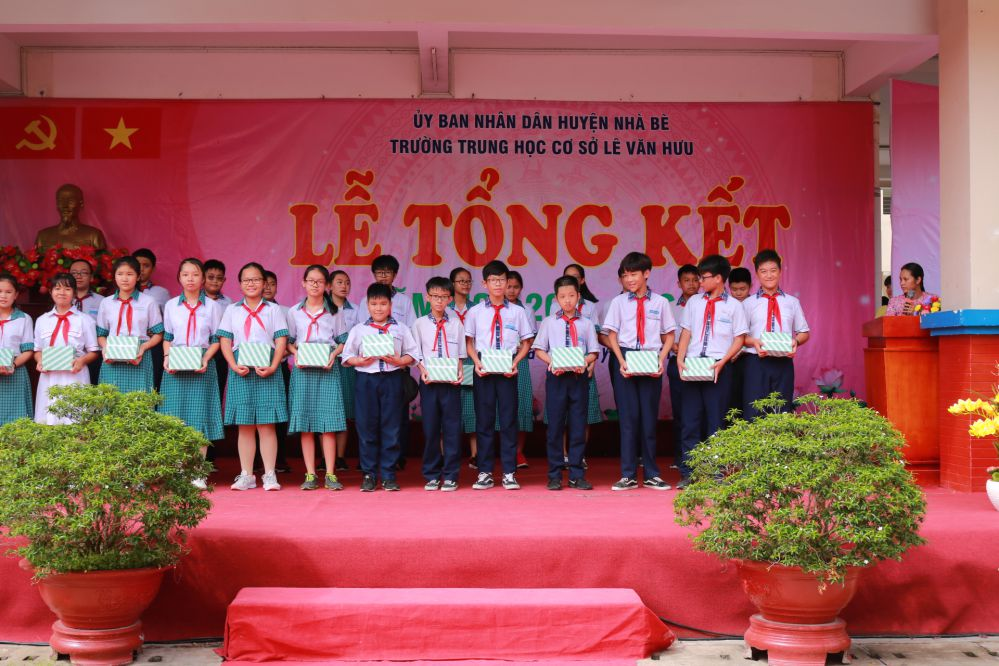 ỦY BAN NHÂN DÂN HUYỆN NHÀ BÈ
TRƯỜNG TRUNG HỌC CƠ SỞ LÊ VĂN HƯU
LỄ TỔNG KẾT